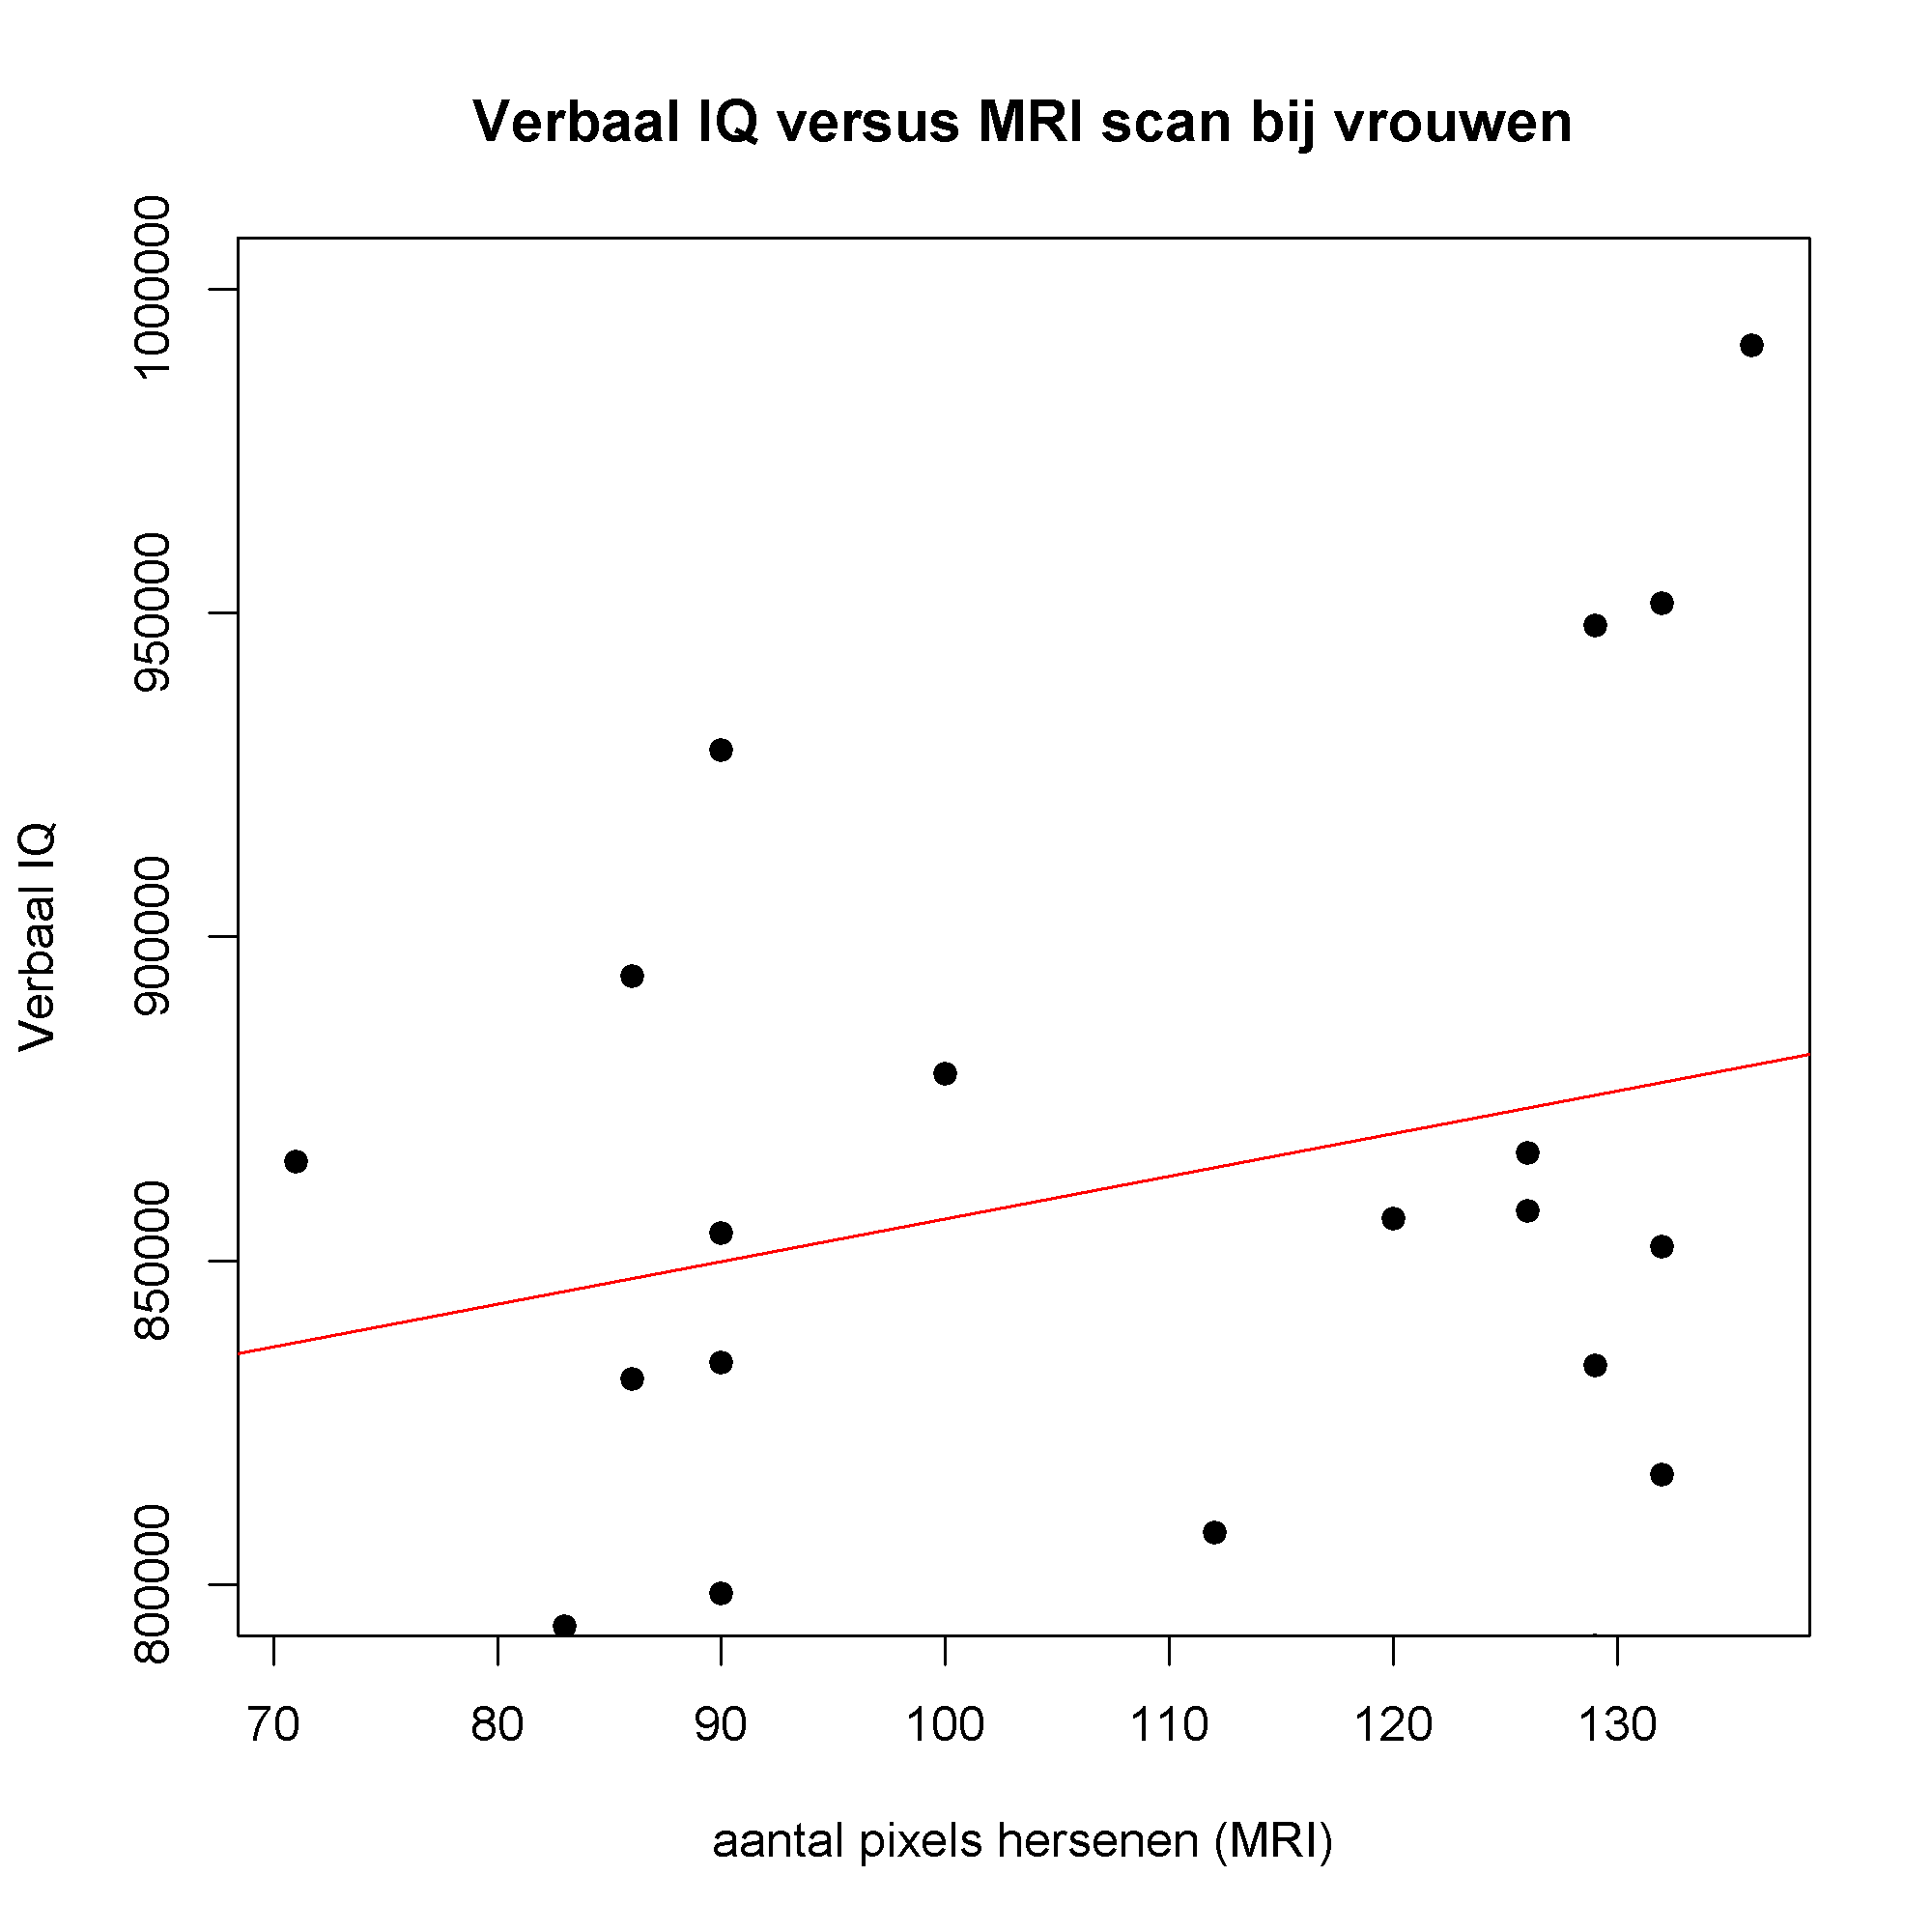 Verbaal IQ versus MRI scan bij vrouwen
1000000
950000
900000
850000
800000
Verbaal IQ
70 80 90 100 110 120 130
aantal pixels hersenen (MRI)